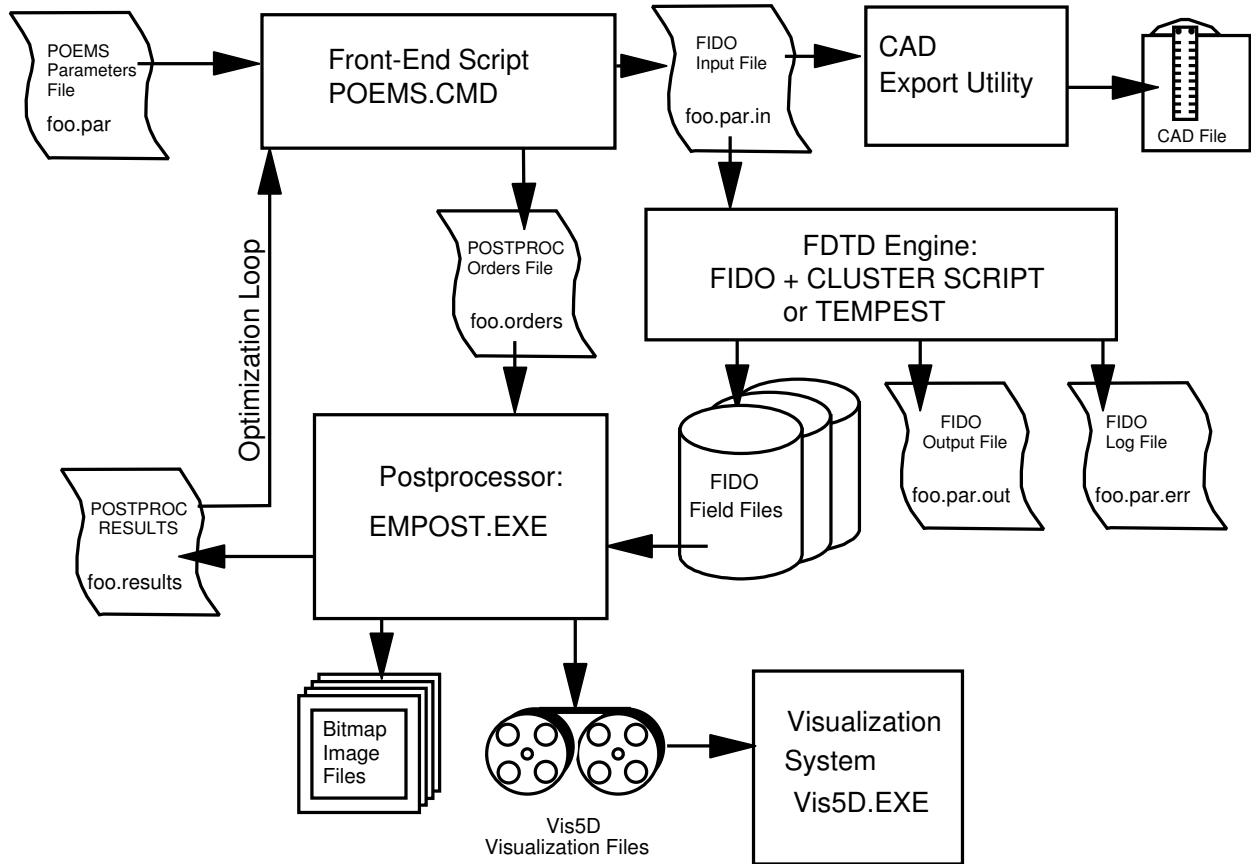 POEMS
Parameters
File
foo.par
Front-End Script
POEMS.CMD
FIDO
Input File
foo.par.in
CAD
Export Utility
CAD File
Optimization Loop
POSTPROC
Orders File
foo.orders
FDTD Engine:
FIDO + CLUSTER SCRIPT
or TEMPEST
POSTPROC
RESULTS
foo.results
Postprocessor:
EMPOST.EXE
FIDO
Field Files
FIDO
Output File
foo.par.out
FIDO
Log File
foo.par.err
Bitmap
Image
Files
Vis5D
Visualization Files
Visualization
System
Vis5D.EXE